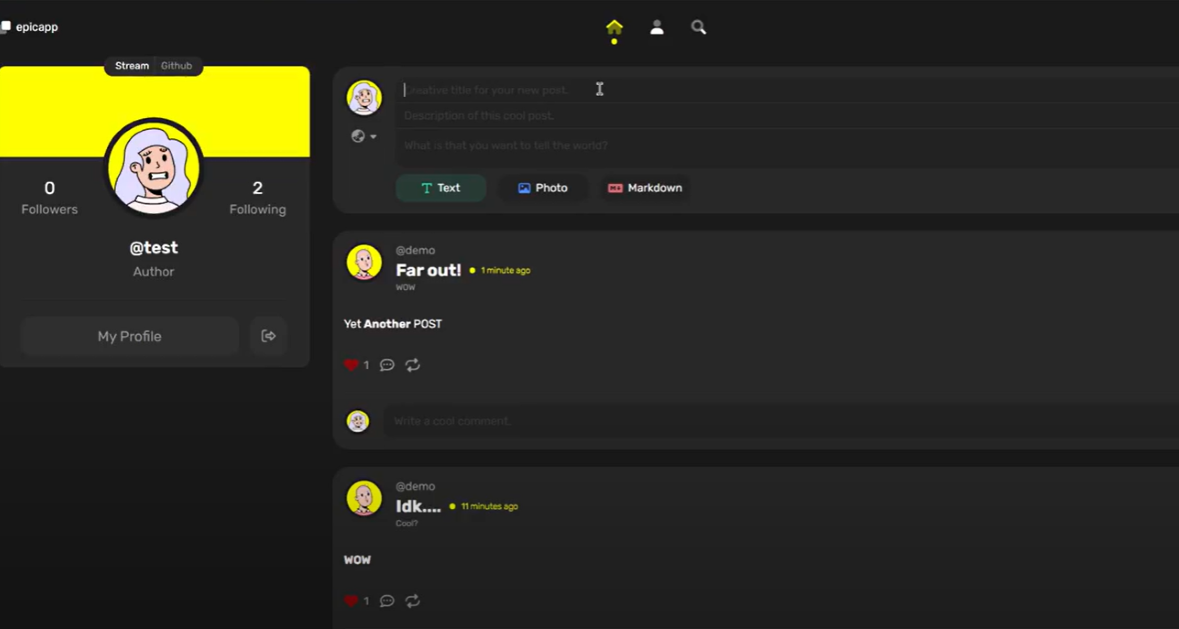 epicapp
Stream Github
0
Followers
2
Following
@test
Author
My Profile
Creative title for your new post.
Description of this cool post.
What is that you want to tell the world?
Text Photo Markdown
@demo
Far out! 1 minute ago
WOW
Yet Another POST
1
Write a cool comment.
@demo
Idk.... 11 minutes ago
Cool?
WOW
1